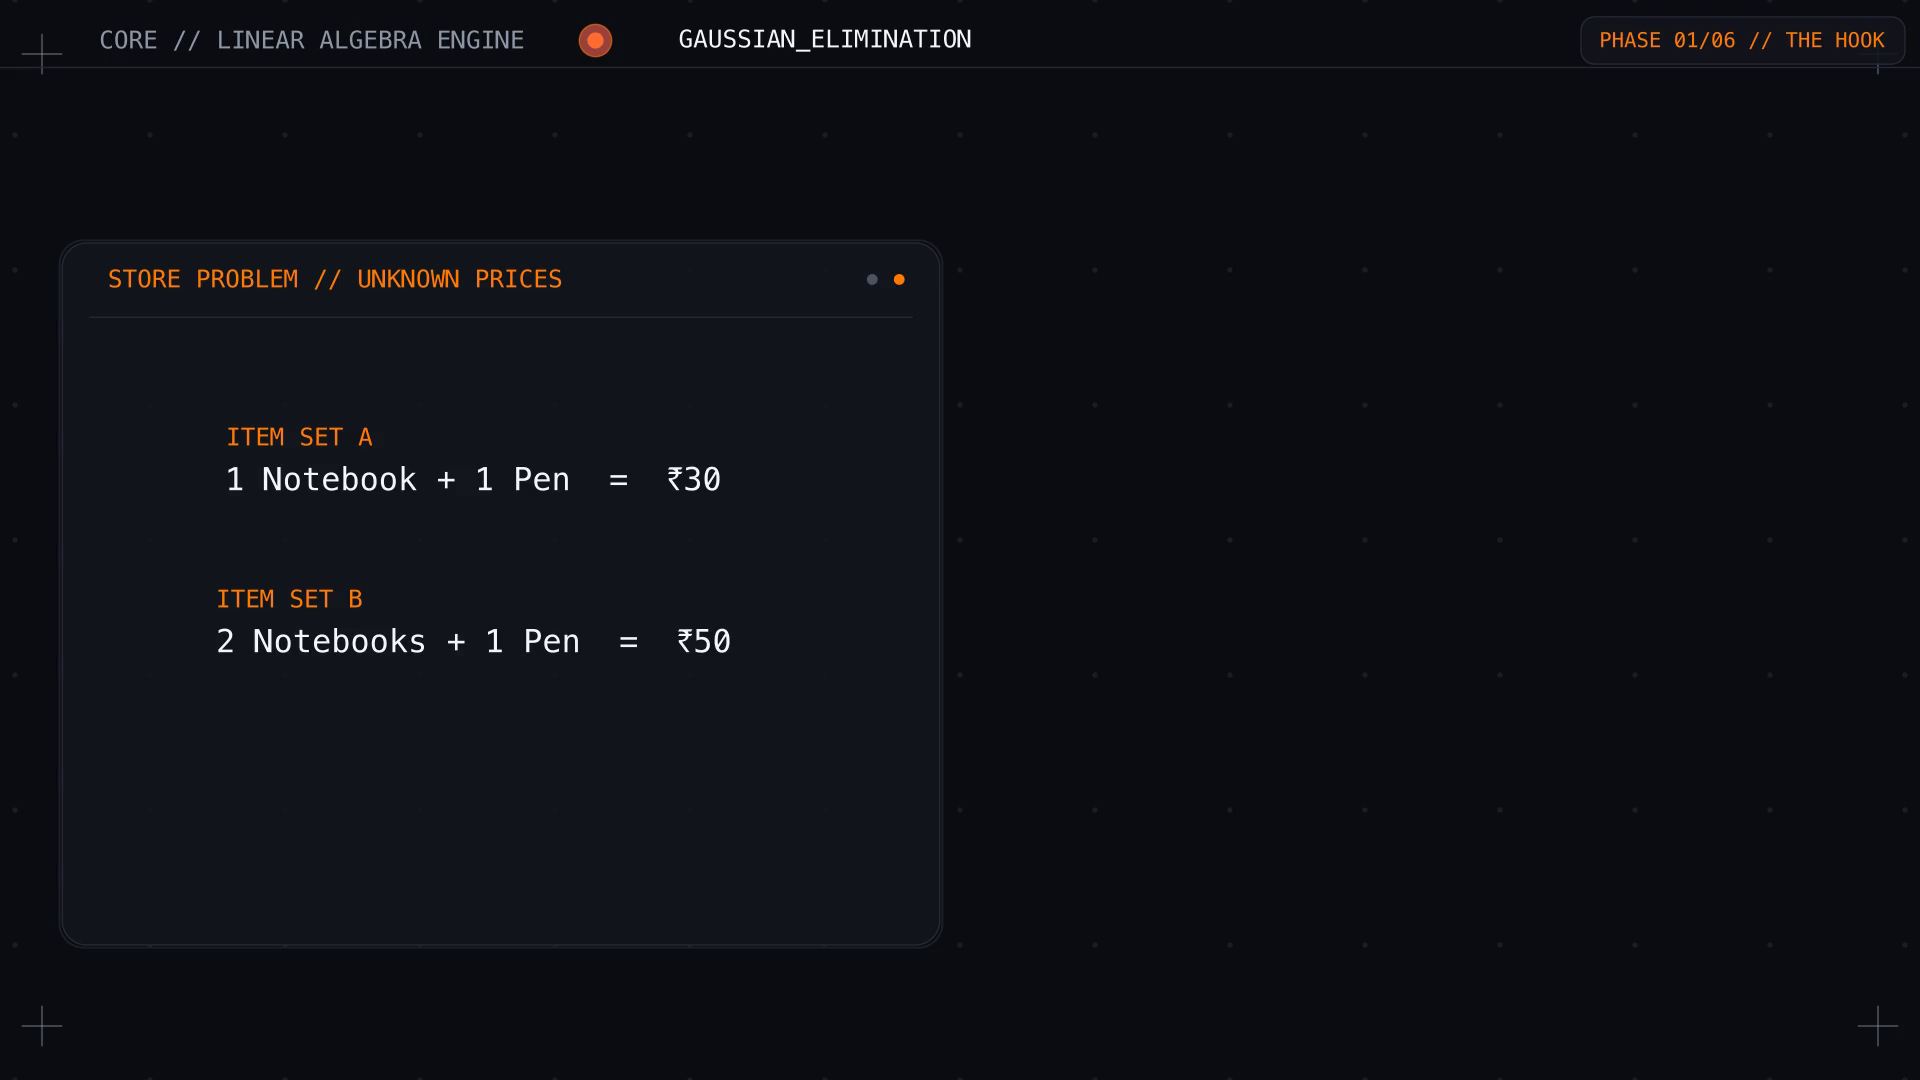 CORE // LINEAR ALGEBRA ENGINE
GAUSSIAN_ELIMINATION
PHASE 01/06 // THE HOOK
STORE PROBLEM // UNKNOWN PRICES
ITEM SET A
1 Notebook + 1 Pen = ₹30
ITEM SET B
2 Notebooks + 1 Pen = ₹50